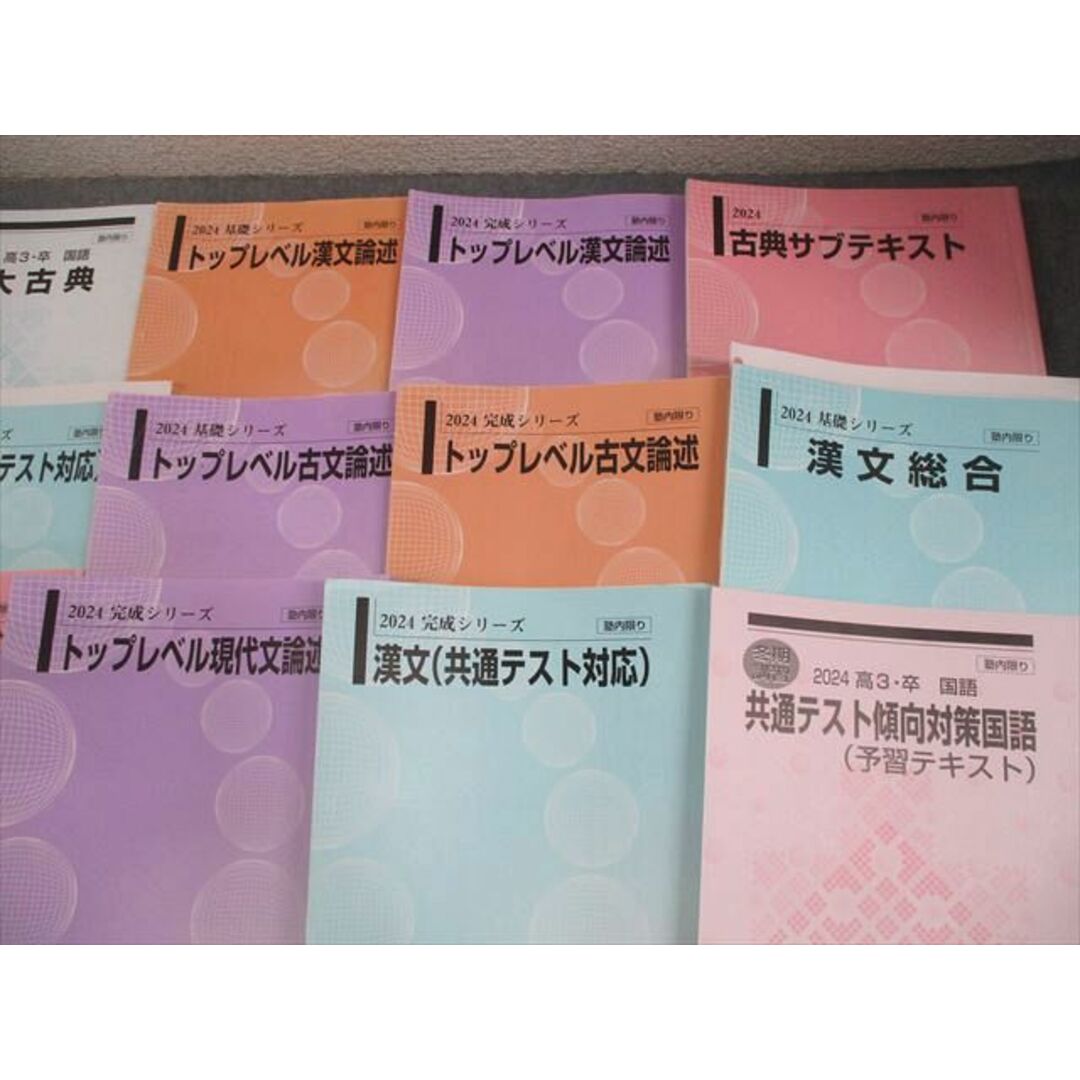 塾内限り
高3・卒 国語
大古典
2024 基礎シリーズ
塾内限り
トップレベル漢文論述
2024 完成シリーズ
塾内限り
トップレベル漢文論述
2024
塾内限り
古典サブテキスト
ズ
塾内限り
テスト対応)
2024 基礎シリーズ
塾内限り
トップレベル古文論述
2024 完成シリーズ
塾内限り
トップレベル古文論述
2024 基礎シリーズ
塾内限り
漢文総合
2024 完成シリーズ
塾内限り
トップレベル現代文論述
2024 完成シリーズ
塾内限り
漢文(共通テスト対応)
冬期
講習
塾内限り
2024 高3・卒 国語
共通テスト傾向対策国語
(予習テキスト)